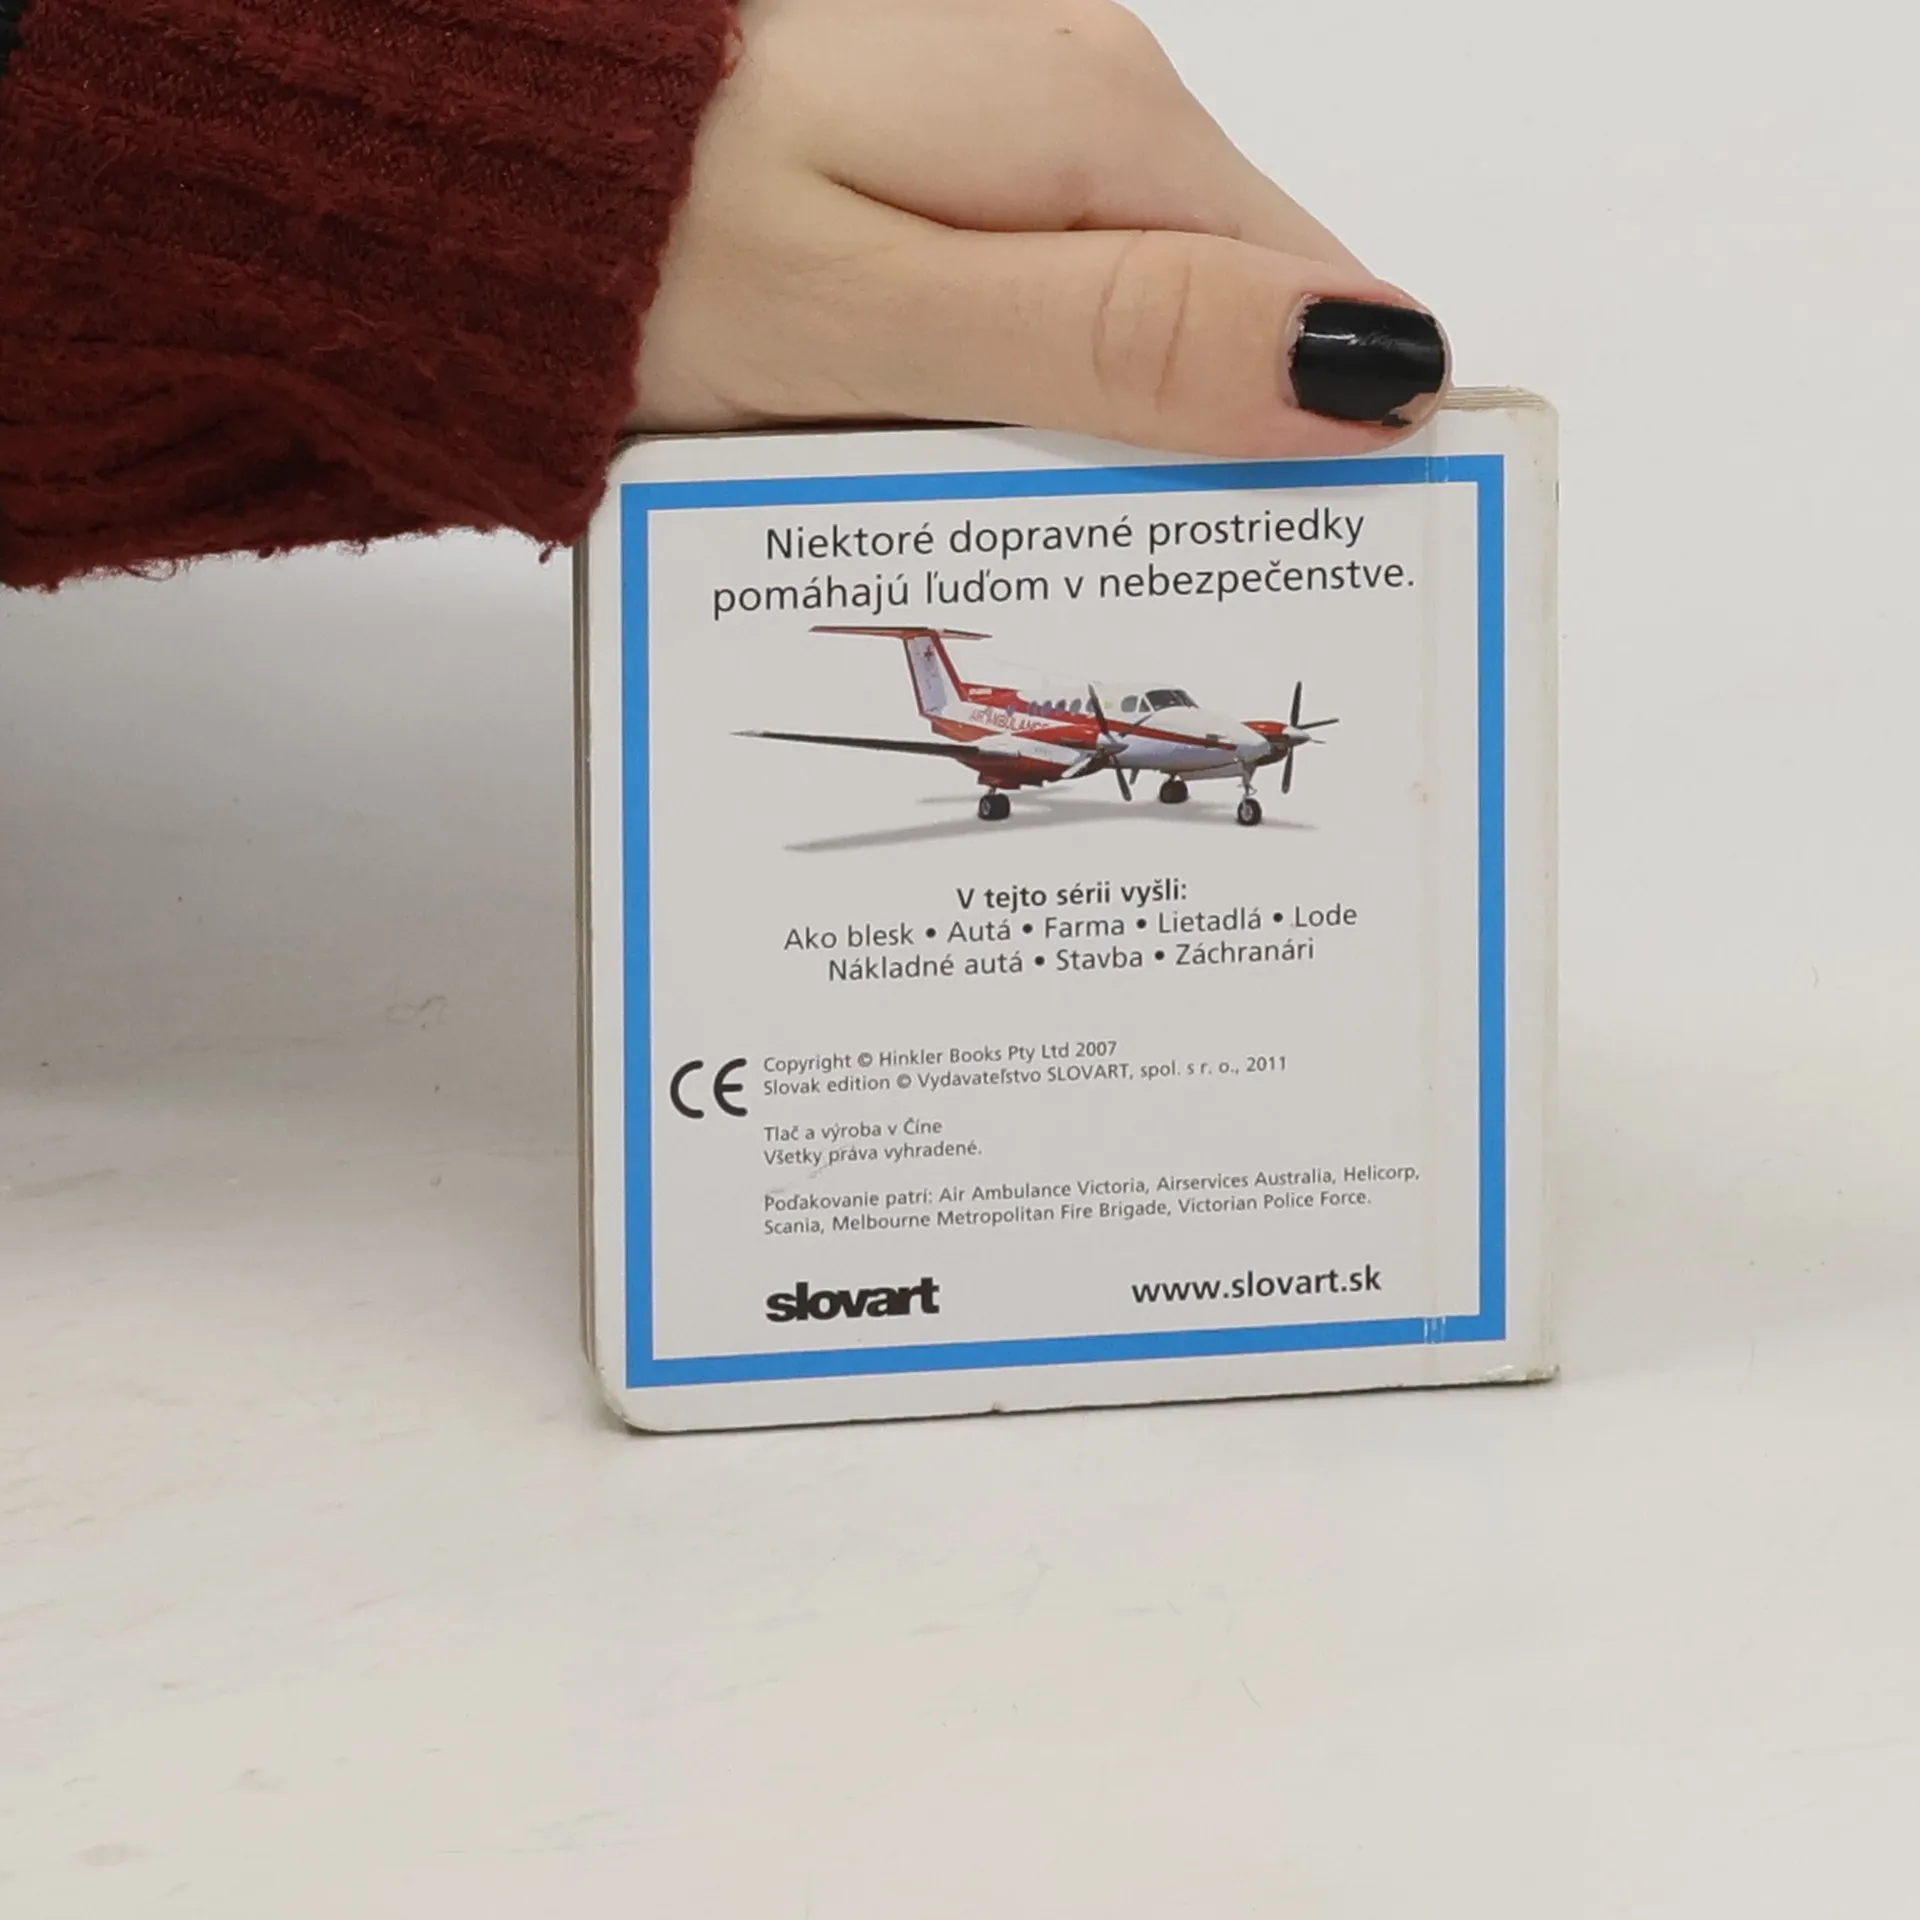 Niektoré dopravné prostriedky
pomáhajú ľuďom v nebezpečenstve.
AIR AMBULANCE
V tejto sérii vyšli:
Ako blesk • Autá • Farma • Lietadlá • Lode
Nákladné autá • Stavba • Záchranári
CE
Copyright © Hinkler Books Pty Ltd 2007
Slovak edition © Vydavateľstvo SLOVART, spol. s r. o., 2011
Tlač a výroba v Číne
Všetky práva vyhradené.
Poďakovanie patrí: Air Ambulance Victoria, Airservices Australia, Helicorp,
Scania, Melbourne Metropolitan Fire Brigade, Victorian Police Force.
slovart
www.slovart.sk